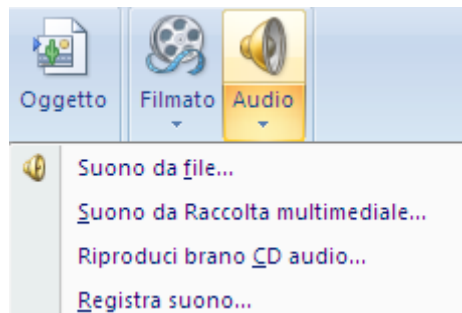 Oggetto Filmato Audio
Suono da file...
Suono da Raccolta multimediale...
Riproduci brano CD audio...
Registra suono...